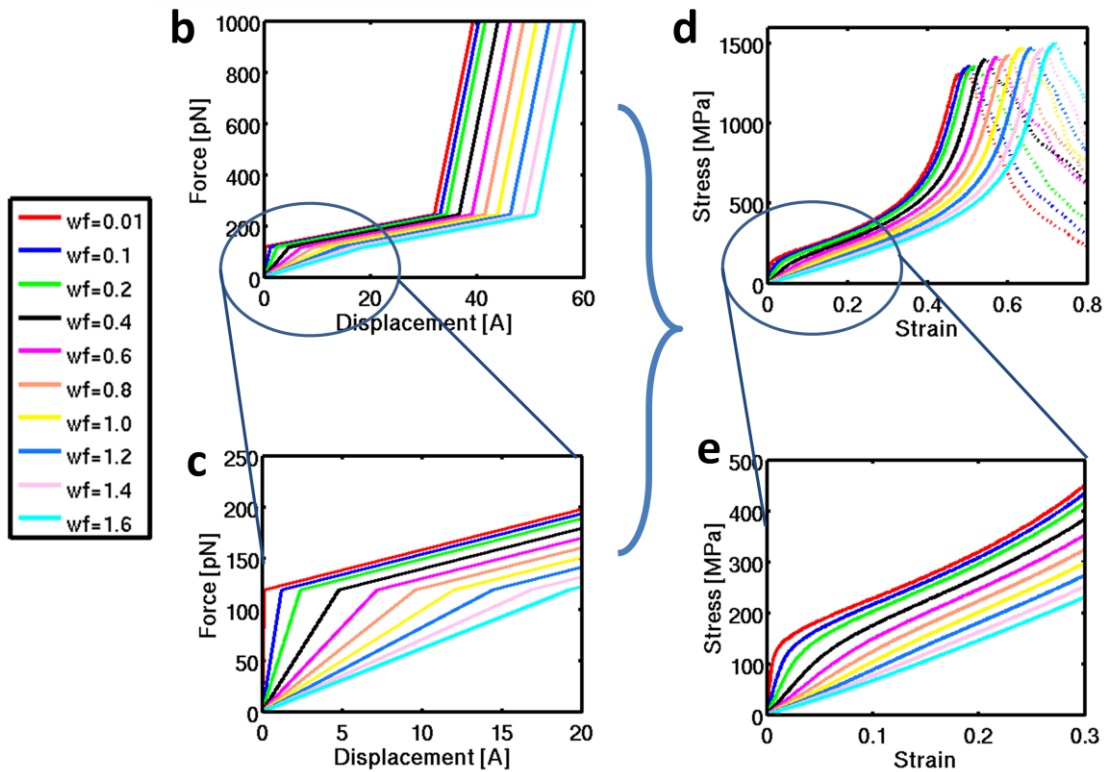 b
1000
800
600
400
200
0
Force [pN]
0 20 40 60
Displacement [A]
d
1500
1000
500
0
Stress [MPa]
0 0.2 0.4 0.6 0.8
Strain
wf=0.01
wf=0.1
wf=0.2
wf=0.4
wf=0.6
wf=0.8
wf=1.0
wf=1.2
wf=1.4
wf=1.6
c
250
200
150
100
50
0
Force [pN]
0 5 10 15 20
Displacement [A]
e
500
400
300
200
100
0
Stress [MPa]
0 0.1 0.2 0.3
Strain